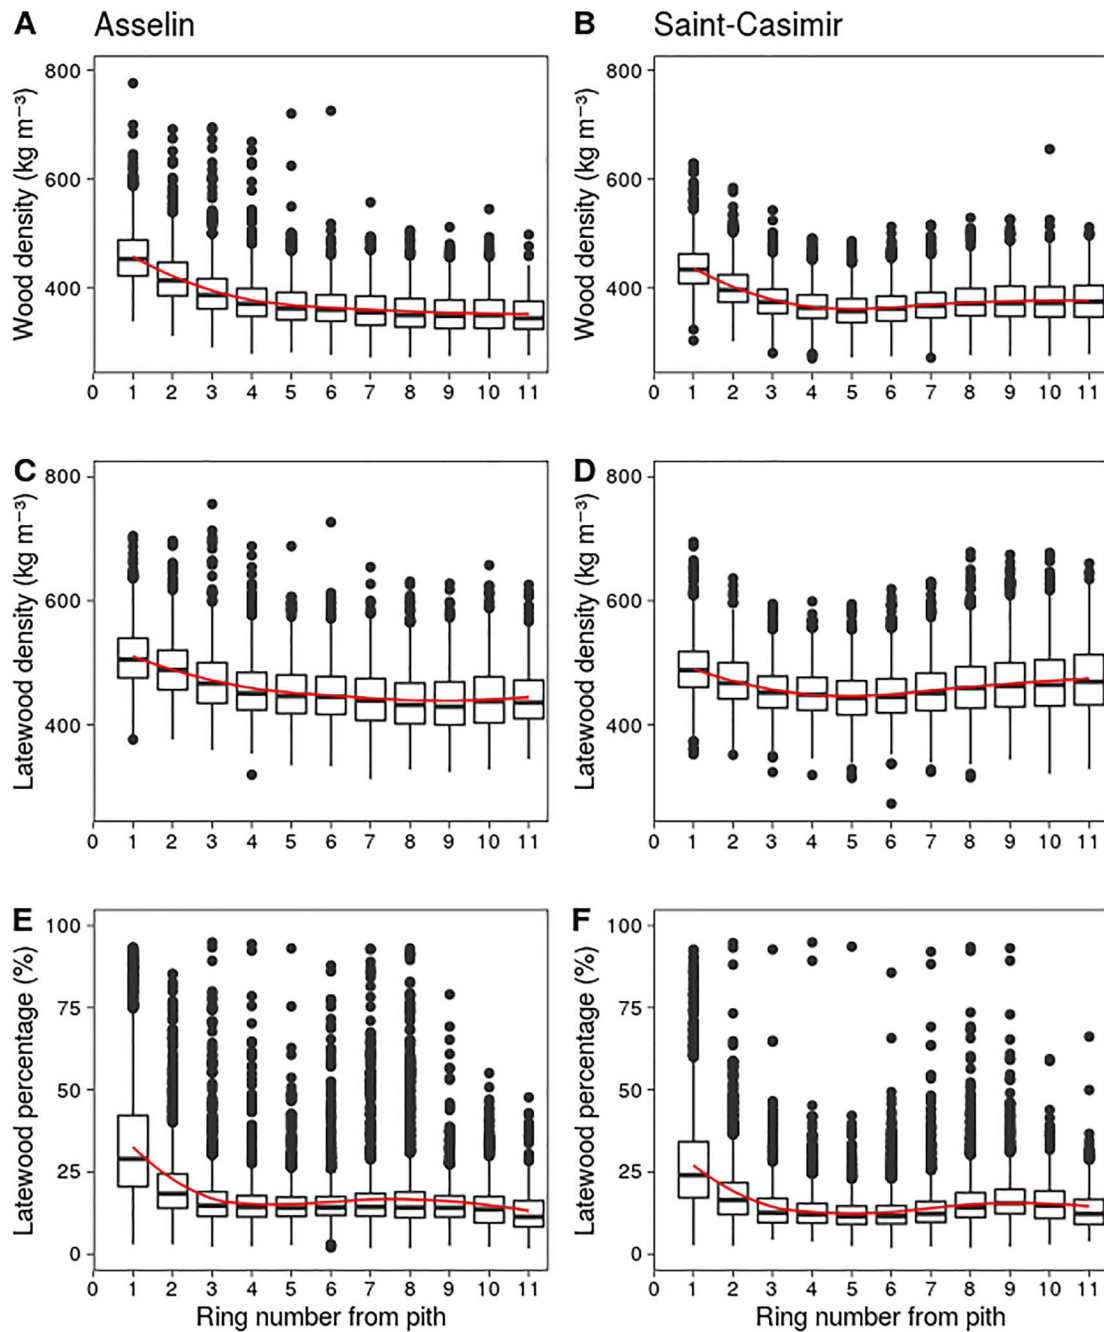 A Asselin
B Saint-Casimir
Wood density (kg m⁻³)
800
600
400
0 1 2 3 4 5 6 7 8 9 10 11
Wood density (kg m⁻³)
800
600
400
0 1 2 3 4 5 6 7 8 9 10 11
C
Latewood density (kg m⁻³)
800
600
400
0 1 2 3 4 5 6 7 8 9 10 11
D
Latewood density (kg m⁻³)
800
600
400
0 1 2 3 4 5 6 7 8 9 10 11
E
Latewood percentage (%)
100
75
50
25
0
0 1 2 3 4 5 6 7 8 9 10 11
Ring number from pith
F
Latewood percentage (%)
100
75
50
25
0
0 1 2 3 4 5 6 7 8 9 10 11
Ring number from pith